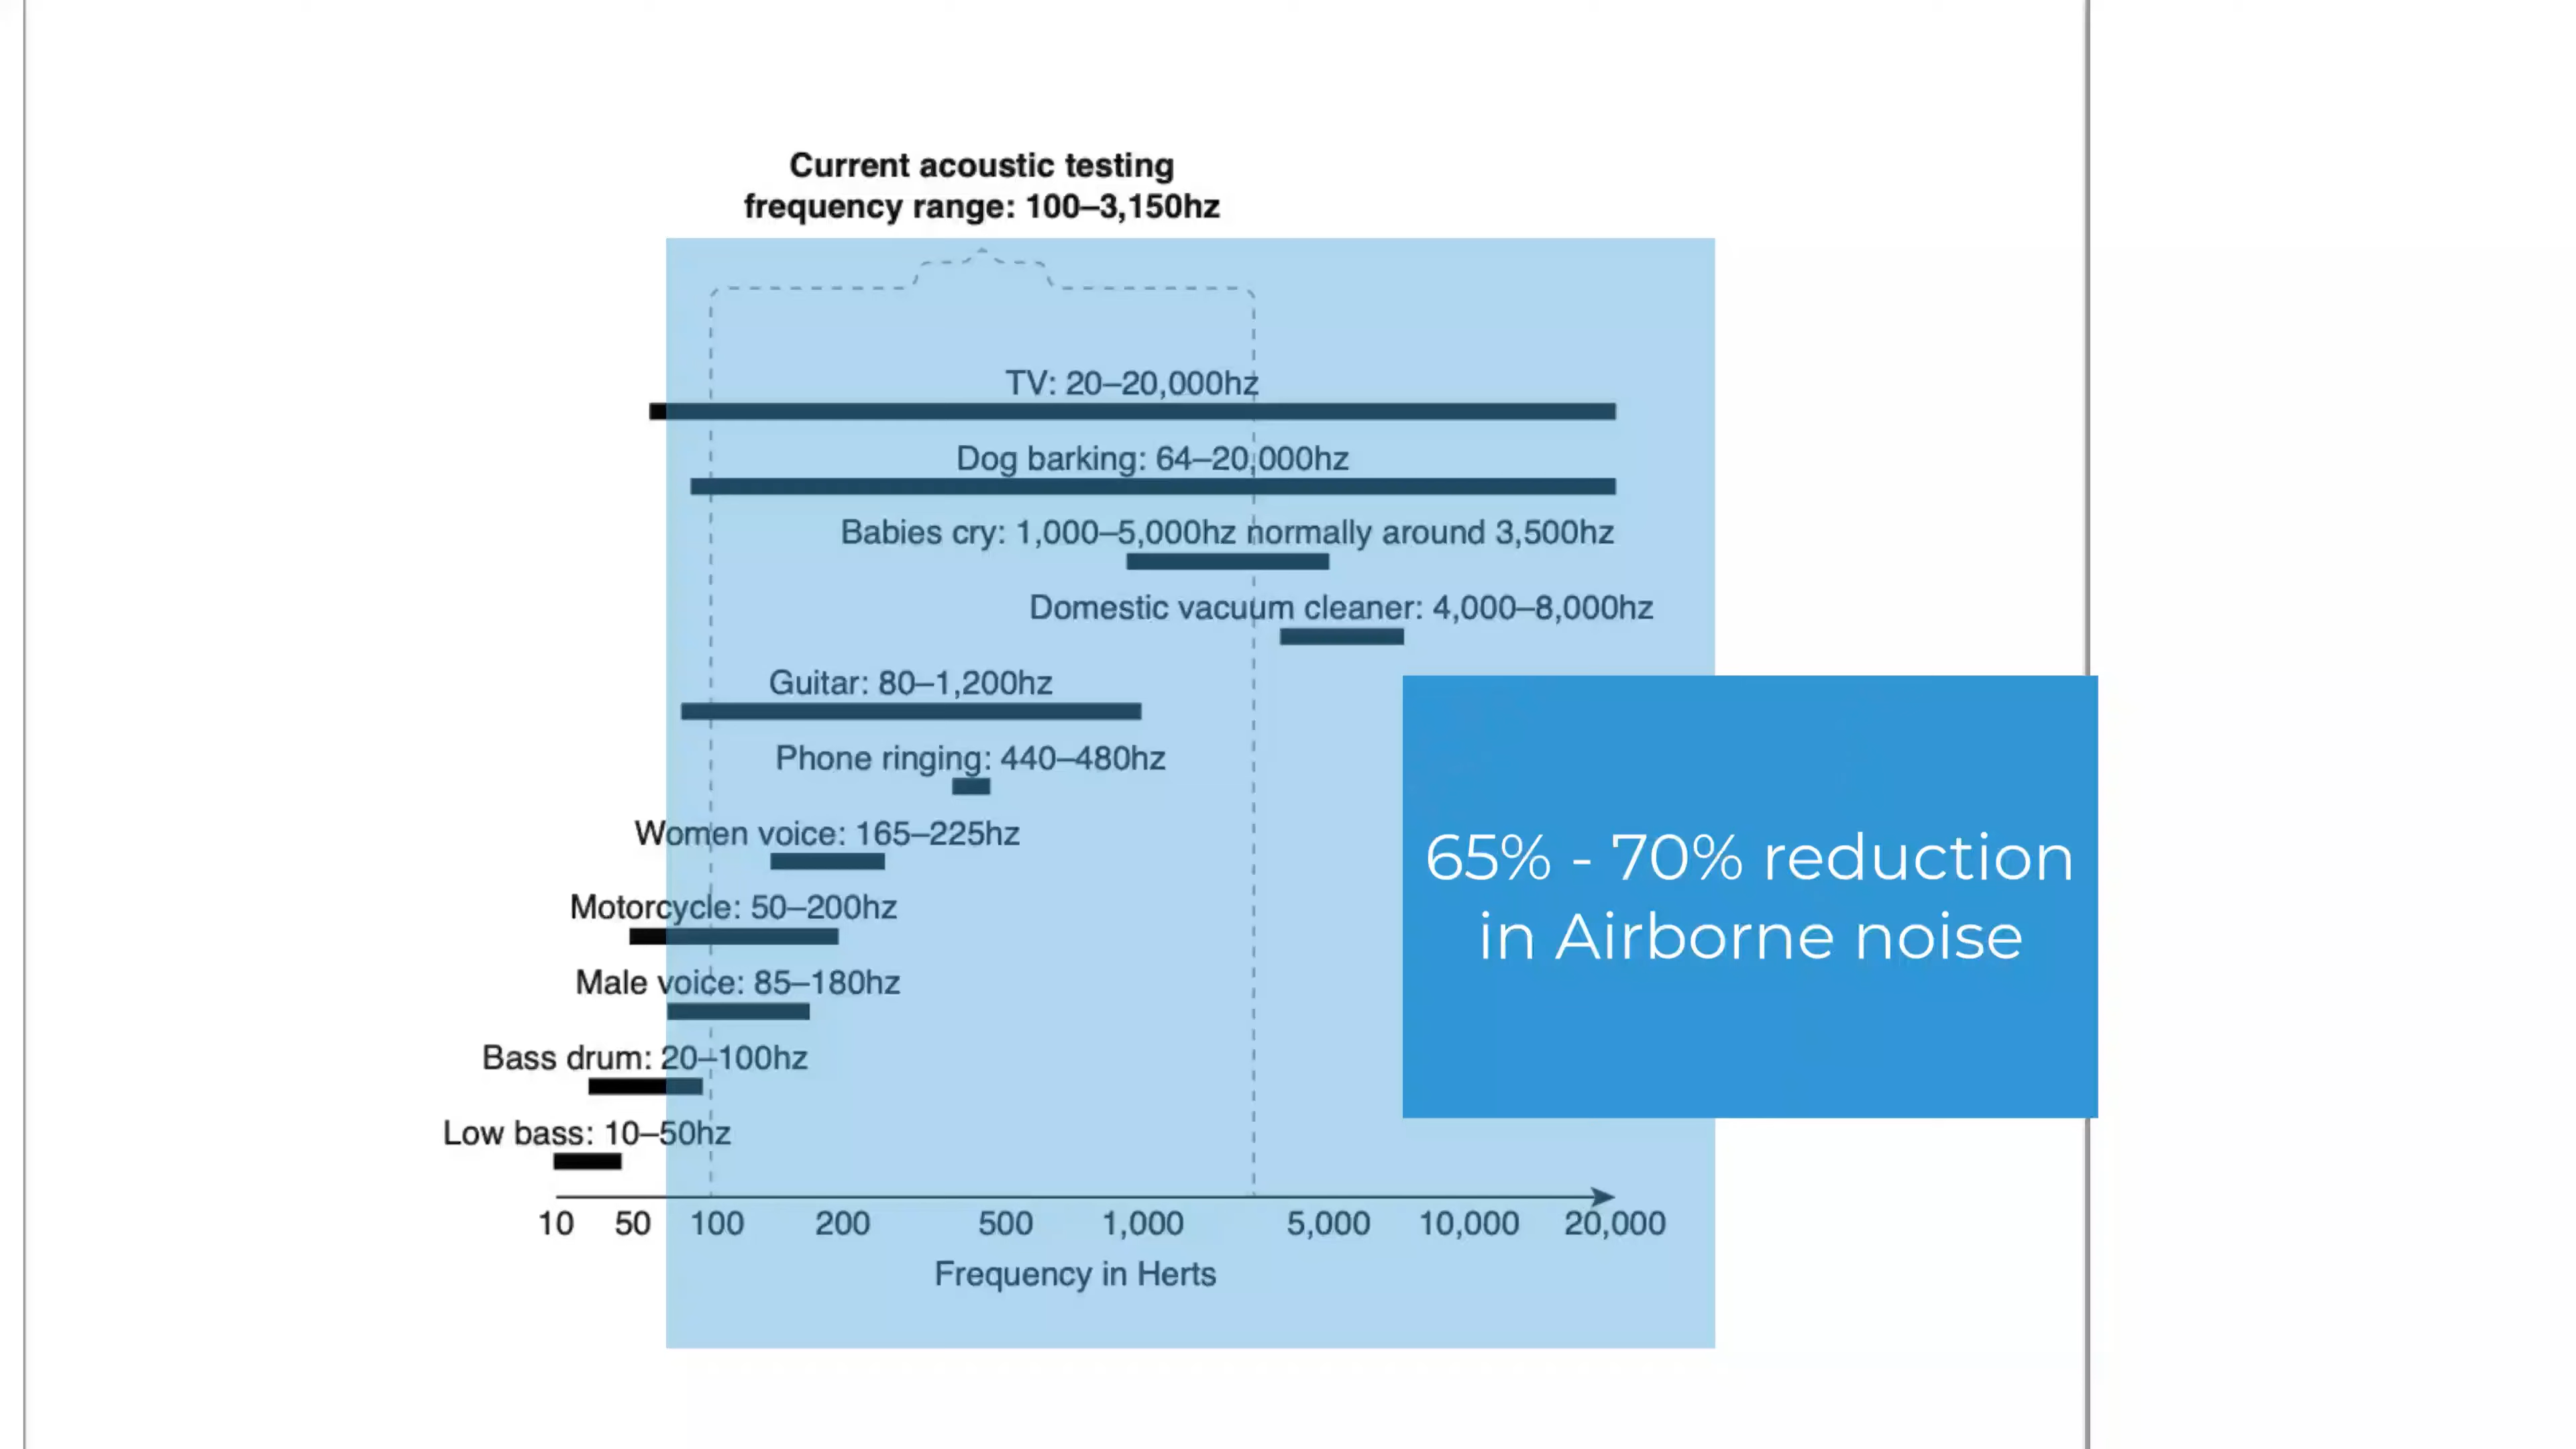 Current acoustic testing
frequency range: 100–3,150hz
TV: 20–20,000hz
Dog barking: 64–20,000hz
Babies cry: 1,000–5,000hz normally around 3,500hz
Domestic vacuum cleaner: 4,000–8,000hz
Guitar: 80–1,200hz
Phone ringing: 440–480hz
Women voice: 165–225hz
Motorcycle: 50–200hz
Male voice: 85–180hz
Bass drum: 20–100hz
Low bass: 10–50hz
10 50 100 200 500 1,000 5,000 10,000 20,000
Frequency in Herts
65% - 70% reduction
in Airborne noise